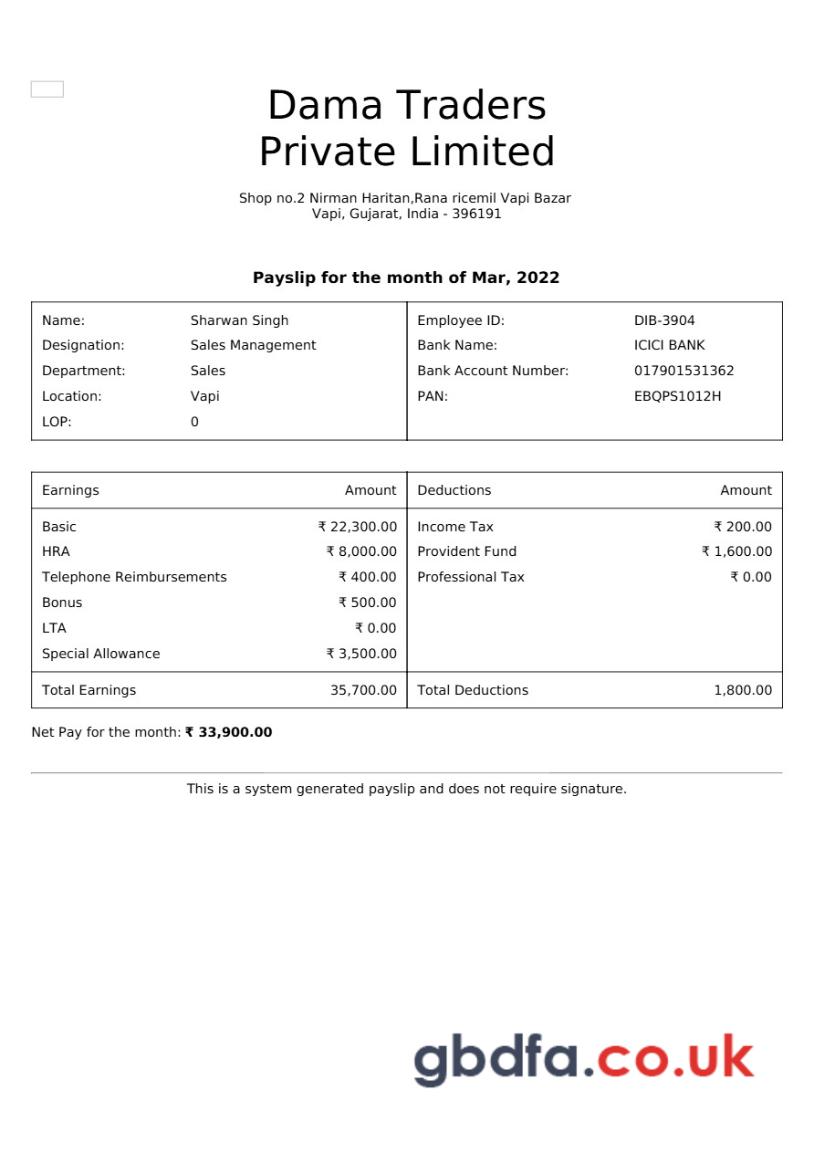 Dama Traders
Private Limited
Shop no.2 Nirman Haritan,Rana ricemil Vapi Bazar
Vapi, Gujarat, India - 396191
Payslip for the month of Mar, 2022
Name: Sharwan Singh Employee ID: DIB-3904
Designation: Sales Management Bank Name: ICICI BANK
Department: Sales Bank Account Number: 017901531362
Location: Vapi PAN: EBQPS1012H
LOP: 0
Earnings Amount Deductions Amount
Basic ₹ 22,300.00 Income Tax ₹ 200.00
HRA ₹ 8,000.00 Provident Fund ₹ 1,600.00
Telephone Reimbursements ₹ 400.00 Professional Tax ₹ 0.00
Bonus ₹ 500.00
LTA ₹ 0.00
Special Allowance ₹ 3,500.00
Total Earnings 35,700.00 Total Deductions 1,800.00
Net Pay for the month: ₹ 33,900.00
This is a system generated payslip and does not require signature.
gbdfa.co.uk